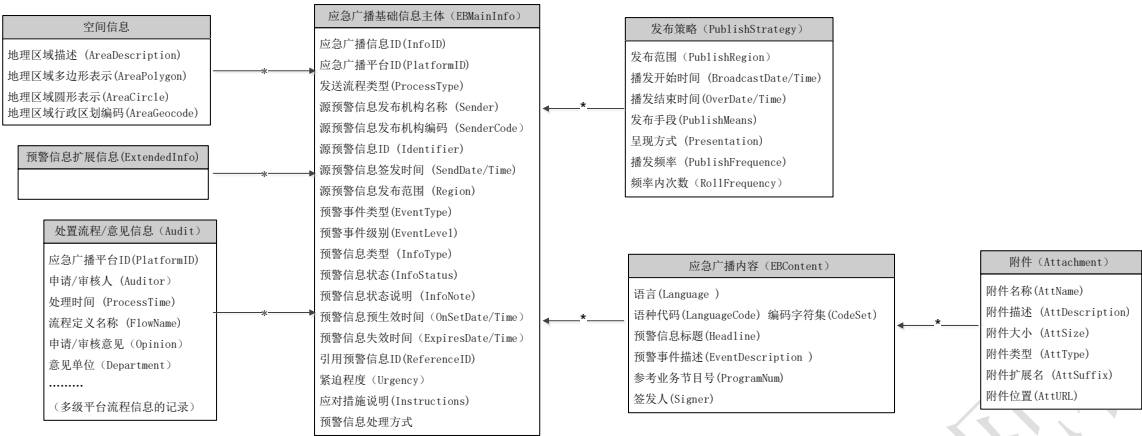 空间信息
地理区域描述 (AreaDescription)
地理区域多边形表示(AreaPolygon)
地理区域圆形表示(AreaCircle)
地理区域行政区划编码(AreaGeocode)
预警信息扩展信息(ExtendedInfo)
处置流程/意见信息（Audit）
应急广播平台ID(PlatformID)
申请/审核人 (Auditor)
处理时间 (ProcessTime)
流程定义名称 (FlowName)
申请/审核意见（Opinion）
意见单位（Department）
………
（多级平台流程信息的记录）
*
*
*
应急广播基础信息主体（EBMainInfo）
应急广播信息ID(InfoID)
应急广播平台ID(PlatformID)
发送流程类型(ProcessType)
源预警信息发布机构名称 (Sender)
源预警信息发布机构编码 (SenderCode）
源预警信息ID (Identifier)
源预警信息签发时间 (SendDate/Time)
源预警信息发布范围 (Region)
预警事件类型(EventType)
预警事件级别(EventLevel)
预警信息类型 (InfoType)
预警信息状态(InfoStatus)
预警信息状态说明 (InfoNote)
预警信息预生效时间（OnSetDate/Time）
预警信息失效时间（ExpiresDate/Time）
引用预警信息ID(ReferenceID)
紧迫程度（Urgency）
应对措施说明(Instructions)
预警信息处理方式
*
*
发布策略（PublishStrategy）
发布范围（PublishRegion）
播发开始时间 (BroadcastDate/Time)
播发结束时间(OverDate/Time)
发布手段(PublishMeans)
呈现方式 (Presentation)
播发频率 (PublishFrequence)
频率内次数（RollFrequency）
应急广播内容（EBContent）
语言(Language )
语种代码(LanguageCode) 编码字符集(CodeSet)
预警信息标题(Headline)
预警事件描述(EventDescription )
参考业务节目号(ProgramNum)
签发人(Signer)
*
附件（Attachment）
附件名称(AttName)
附件描述 (AttDescription)
附件大小 (AttSize)
附件类型 (AttType)
附件扩展名 (AttSuffix)
附件位置(AttURL)